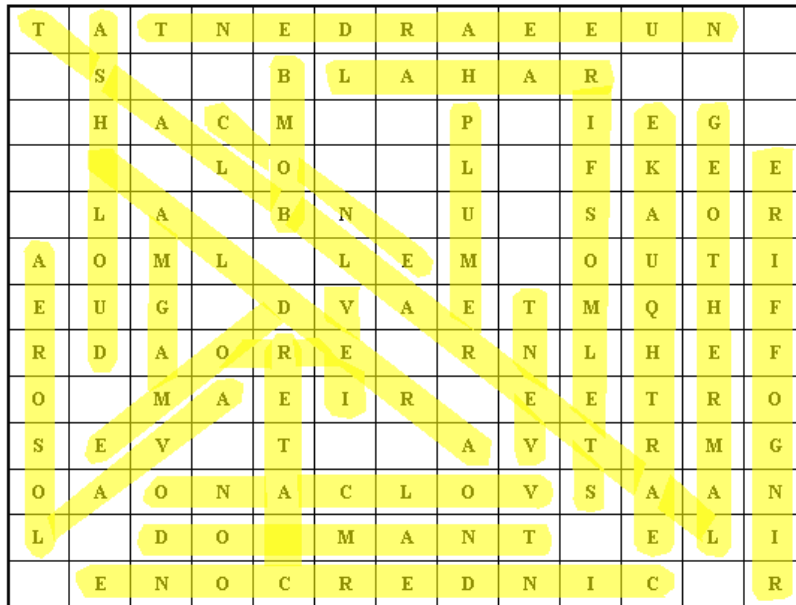 T A T N E D R A E E U N
S B L A H A R
H A C M P I E G
L O L F K E E
L A B N U S A O R
A O M L L E M O U T I
E U G D V A E T M Q H F
R D A O R E R N L H E F
O M A E I R E E T R O
S E V T A V T R M G
O A O N A C L O V S A A N
L D O M A N T E L I
E N O C R E D N I C R